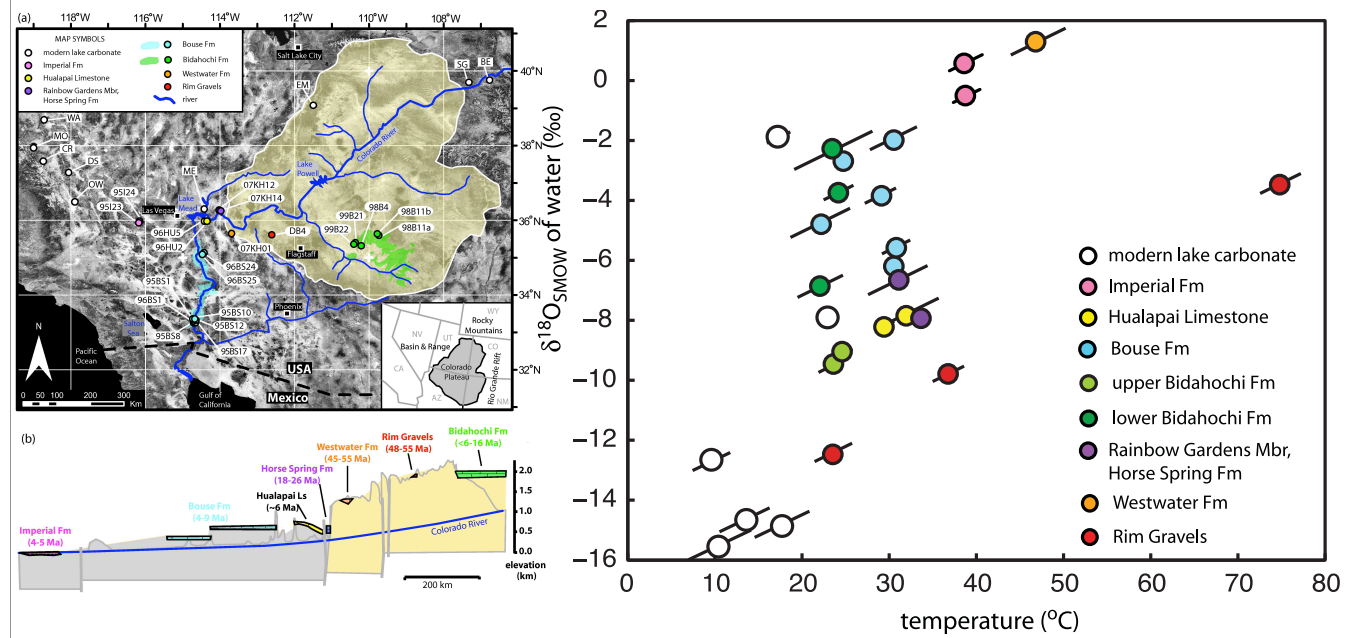 (a)
118°W
116°W
114°W
112°W
110°W
108°W
MAP SYMBOLS
modern lake carbonate
Imperial Fm
Hualapai Limestone
Rainbow Gardens Mbr,
Horse Spring Fm
Bouse Fm
Bidahochi Fm
Westwater Fm
Rim Gravels
river
Salt Lake City
SG
BE
40°N
EM
WA
MO
CR
DS
OW
38°N
Colorado River
Lake
Powell
ME
07KH12
07KH14
95I24
95I23
Las Vegas
Lake
Mead
98B4
99B21
98B11b
36°N
99B22
98B11a
DB4
Flagstaff
96HU5
96HU2
07KH01
96BS24
96BS25
95BS1
96BS1
34°N
Phoenix
N
Salton
Sea
95BS10
95BS12
95BS8
95BS17
Pacific
Ocean
USA
Mexico
32°N
Gulf of
California
0 50 100 200 300
Km
WY
Rocky
Mountains
NV
UT
CO
Basin & Range
Colorado
Plateau
CA
Rio Grande Rift
AZ
NM
(b)
Bidahochi Fm
(<6-16 Ma)
Rim Gravels
(48-55 Ma)
Westwater Fm
(45-55 Ma)
Horse Spring Fm
(18-26 Ma)
Hualapai Ls
(~6 Ma)
Bouse Fm
(4-9 Ma)
Imperial Fm
(4-5 Ma)
Colorado River
2.0
1.5
1.0
0.5
0.0
elevation
(km)
200 km
δ18OSMOW of water (‰)
2
0
−2
−4
−6
−8
−10
−12
−14
−16
0 10 20 30 40 50 60 70 80
temperature (°C)
modern lake carbonate
Imperial Fm
Hualapai Limestone
Bouse Fm
upper Bidahochi Fm
lower Bidahochi Fm
Rainbow Gardens Mbr,
Horse Spring Fm
Westwater Fm
Rim Gravels